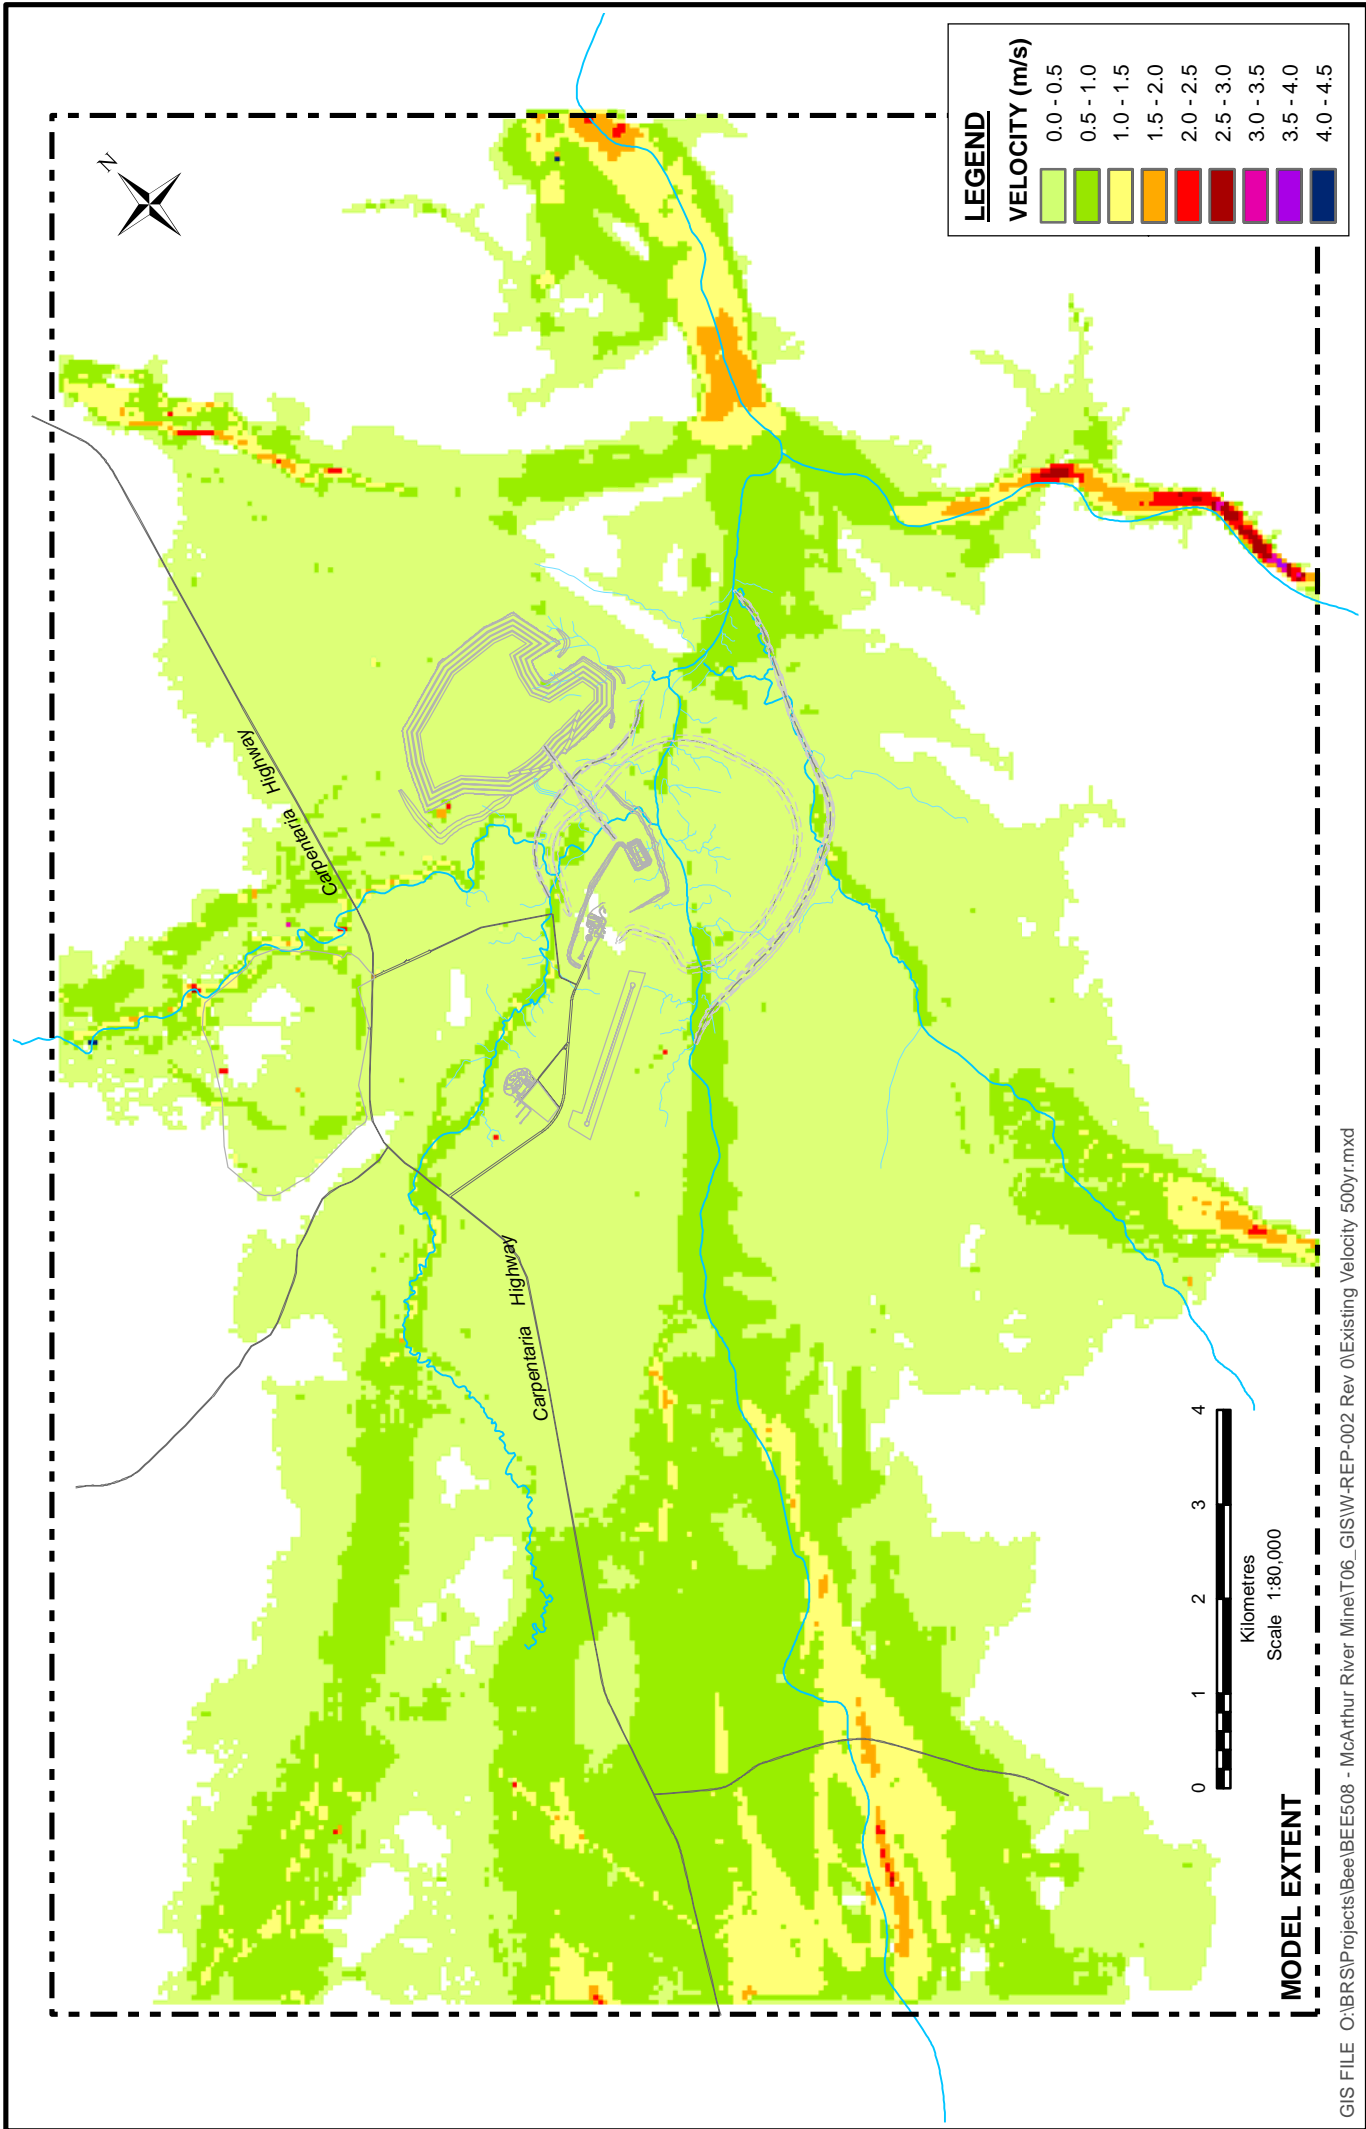 N
Carpentaria Highway
Carpentaria Highway
LEGEND
VELOCITY (m/s)
0.0 - 0.5
0.5 - 1.0
1.0 - 1.5
1.5 - 2.0
2.0 - 2.5
2.5 - 3.0
3.0 - 3.5
3.5 - 4.0
4.0 - 4.5
0 1 2 3 4
Kilometres
Scale 1:80,000
MODEL EXTENT
GIS FILE O:\BRS\Projects\Bee\BEE508 - McArthur River Mine\T06_GIS\W-REP-002 Rev 0\Existing Velocity 500yr.mxd